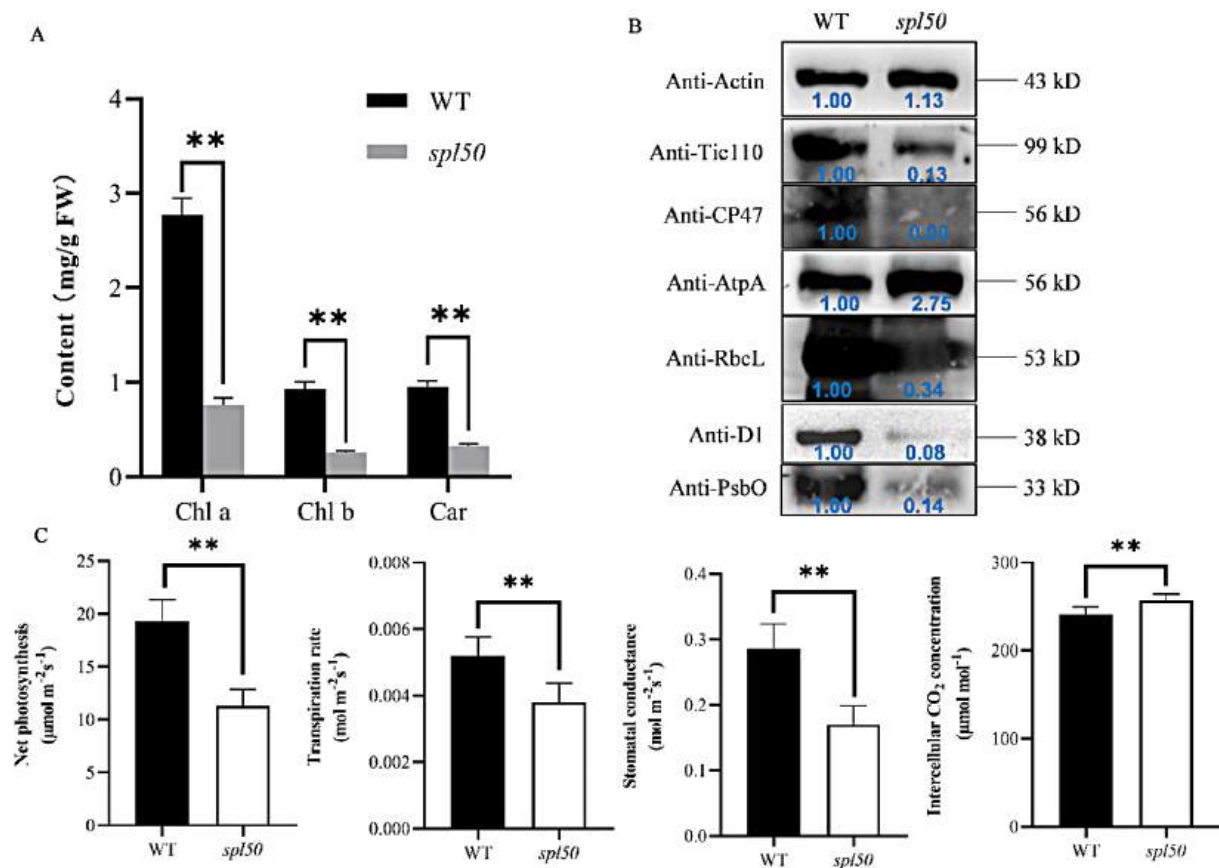 A
WT
spl50
Content (mg/g FW)
4
3
2
1
0
**
**
**
Chl a
Chl b
Car
B
WT
spl50
Anti-Actin
1.00
1.13
43 kD
Anti-Tic110
1.00
0.13
99 kD
Anti-CP47
1.00
56 kD
Anti-AtpA
1.00
2.75
56 kD
Anti-RbcL
1.00
0.34
53 kD
Anti-D1
1.00
0.08
38 kD
Anti-PsbO
1.00
0.14
33 kD
C
Net photosynthesis
(μmol m⁻²s⁻¹)
25
20
15
10
5
0
**
WT
spl50
Transpiration rate
(mol m⁻²s⁻¹)
0.008
0.006
0.004
0.002
0.000
**
WT
spl50
Stomatal conductance
(mol m⁻²s⁻¹)
0.4
0.3
0.2
0.1
0.0
**
WT
spl50
Intercellular CO₂ concentration
(μmol mol⁻¹)
300
200
100
0
**
WT
spl50